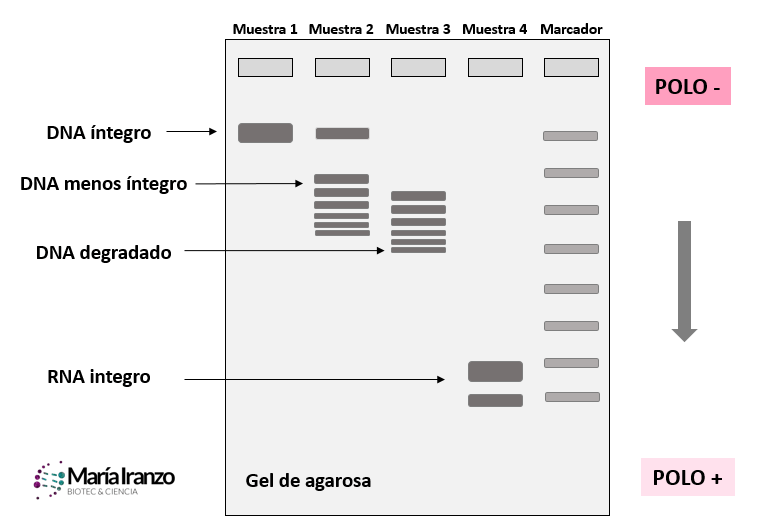 Muestra 1 Muestra 2 Muestra 3 Muestra 4 Marcador
POLO -
DNA íntegro
DNA menos íntegro
DNA degradado
RNA integro
María Iranzo
BIOTEC & CIENCIA
Gel de agarosa
POLO +